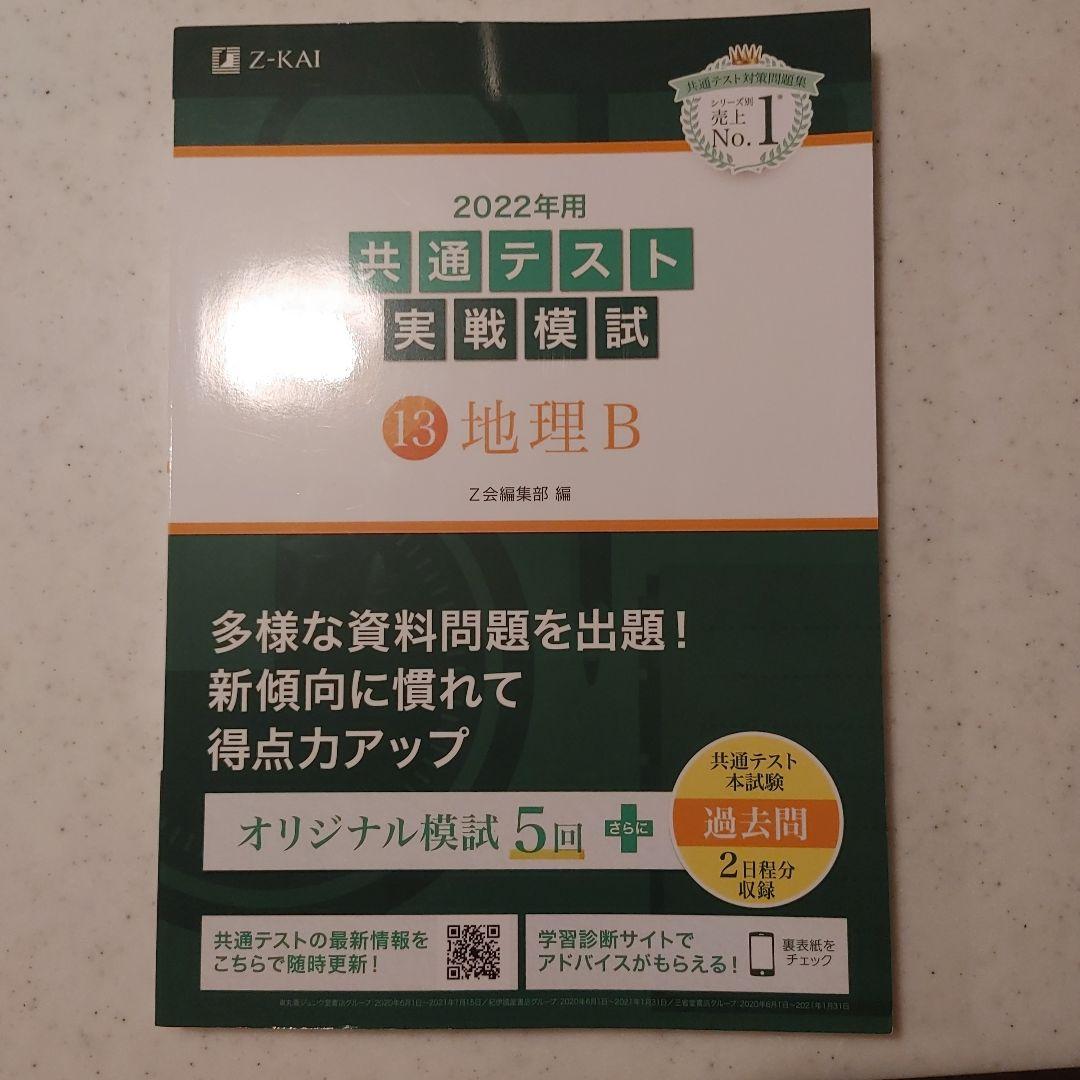 Z-KAI
共通テスト対策問題集
シリーズ別
売上
No.1※
2022年用
共通テスト
実戦模試
13 地理B
Z会編集部 編
多様な資料問題を出題!
新傾向に慣れて
得点力アップ
オリジナル模試5回
さらに
共通テスト
本試験
過去問
2日程分
収録
共通テストの最新情報を
こちらで随時更新!
学習診断サイトで
アドバイスがもらえる!
裏表紙を
チェック